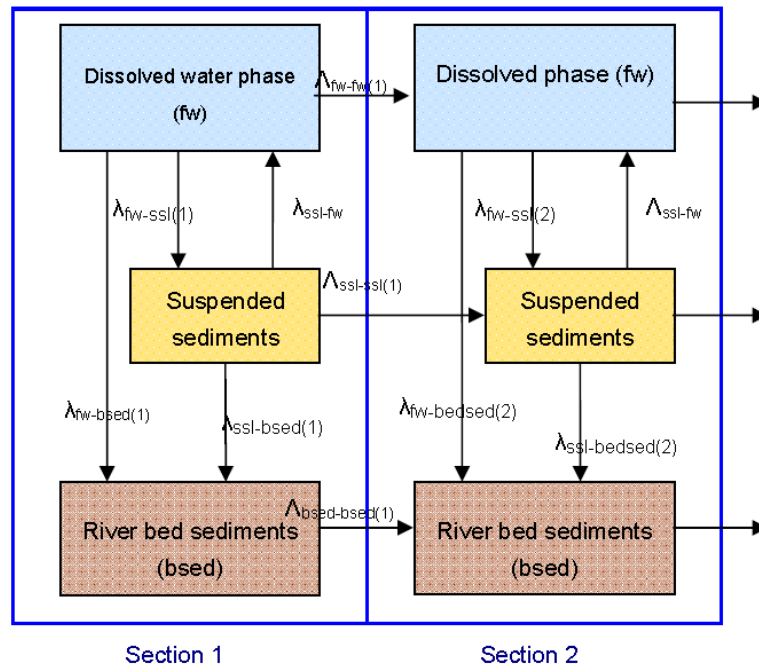 Dissolved water phase
(fw)
Λfw-fw(1)
Dissolved phase (fw)
λfw-ssl(1)
λssl-fw
λfw-ssl(2)
Λssl-fw
Suspended
sediments
Λssl-ssl(1)
Suspended
sediments
λfw-bsed(1)
λssl-bsed(1)
λfw-bedsed(2)
λssl-bedsed(2)
River bed sediments
(bsed)
Λbsed-bsed(1)
River bed sediments
(bsed)
Section 1
Section 2